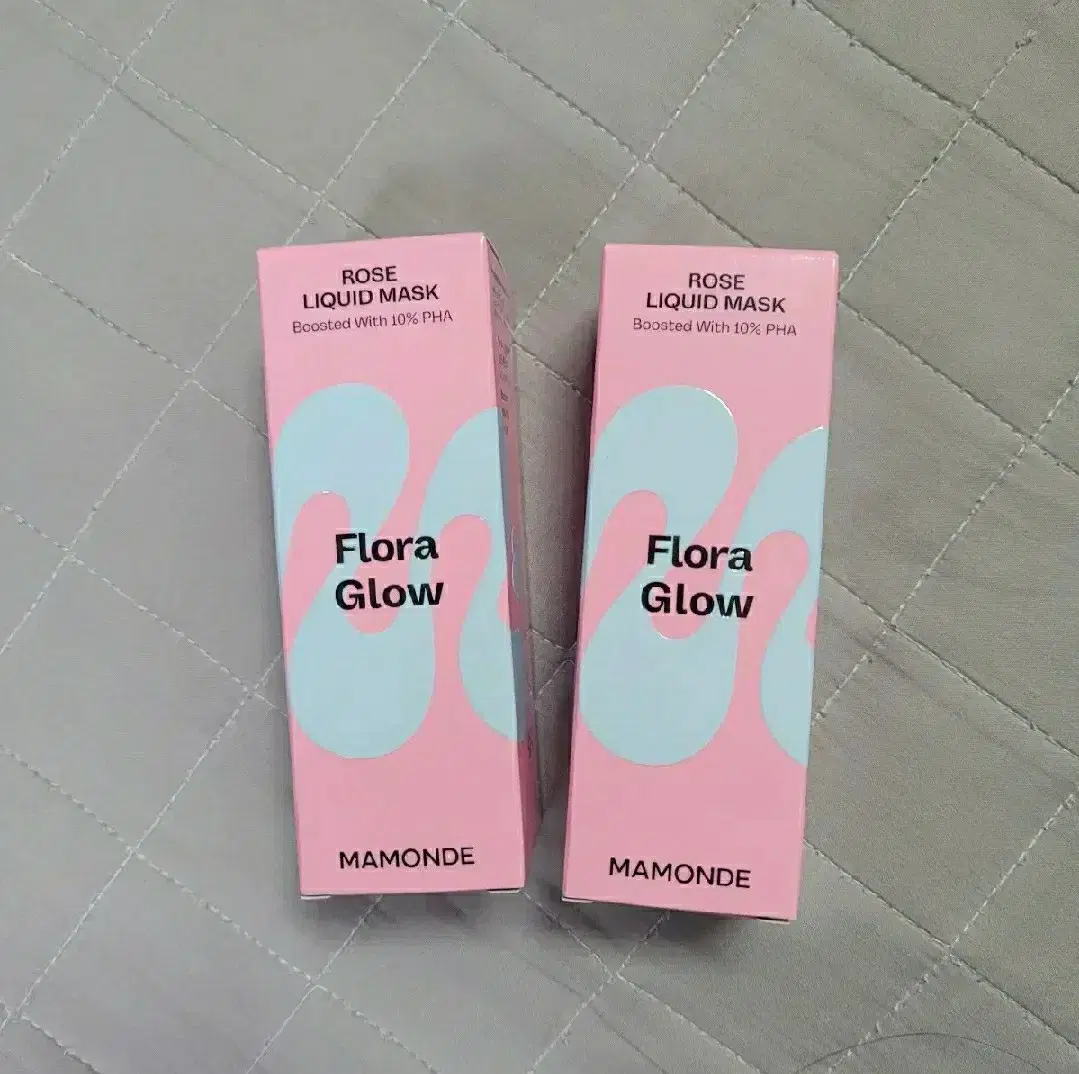 ROSE
LIQUID MASK
Boosted With 10% PHA
Flora
Glow
MAMONDE
ROSE
LIQUID MASK
Boosted With 10% PHA
Flora
Glow
MAMONDE